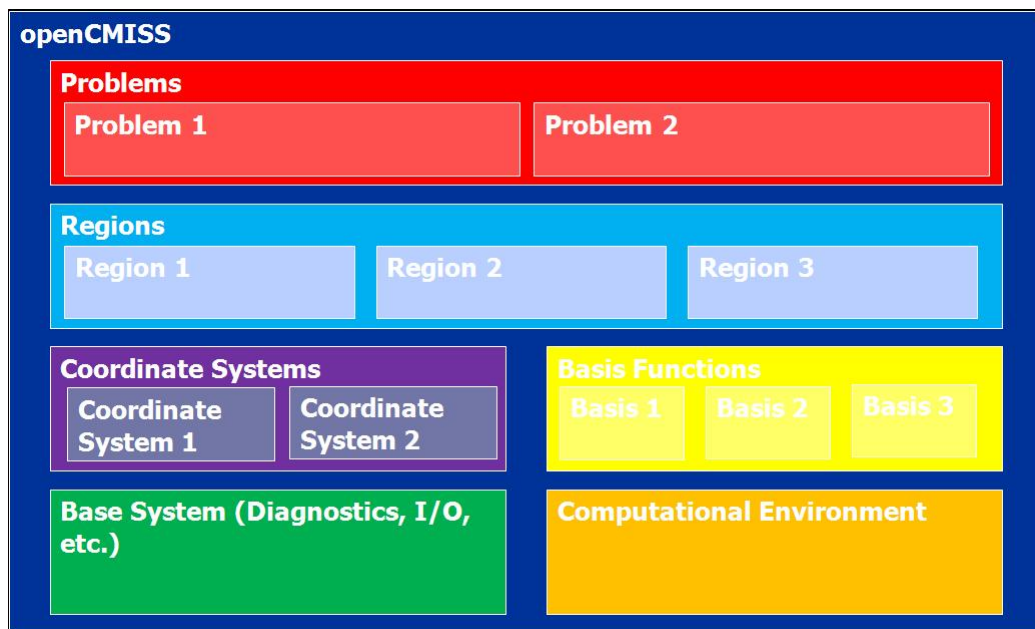 openCMISS
Problems
Problem 1
Problem 2
Regions
Region 1
Region 2
Region 3
Coordinate Systems
Coordinate
System 1
Coordinate
System 2
Basis Functions
Basis 1
Basis 2
Basis 3
Base System (Diagnostics, I/O,
etc.)
Computational Environment